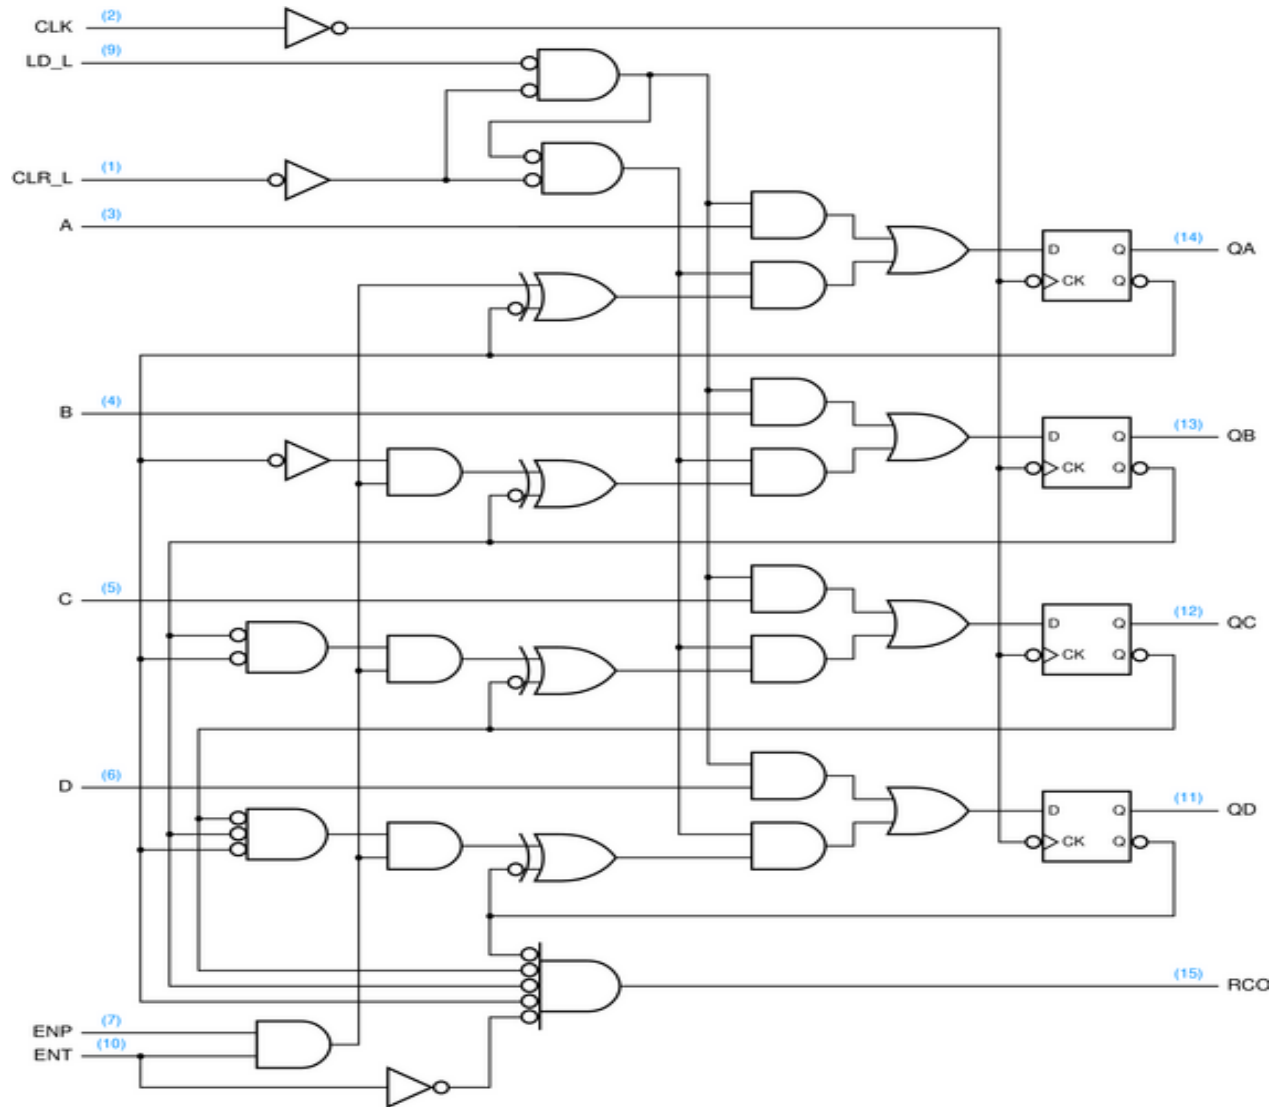 CLK (2)
LD_L (9)
CLR_L (1)
A (3)
D Q (14) QA
CK Q
B (4)
D Q (13) QB
CK Q
C (5)
D Q (12) QC
CK Q
D (6)
D Q (11) QD
CK Q
(15) RCO
ENP (7)
ENT (10)